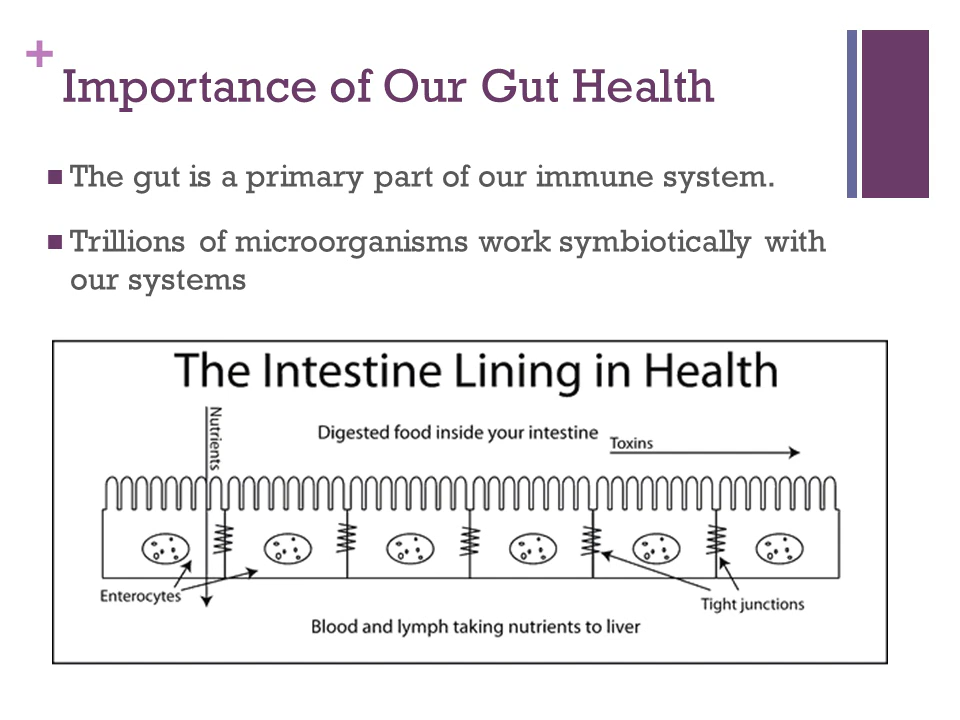 +
Importance of Our Gut Health
■ The gut is a primary part of our immune system.
■ Trillions of microorganisms work symbiotically with
our systems
The Intestine Lining in Health
Nutrients
Digested food inside your intestine
Toxins
Enterocytes
Tight junctions
Blood and lymph taking nutrients to liver